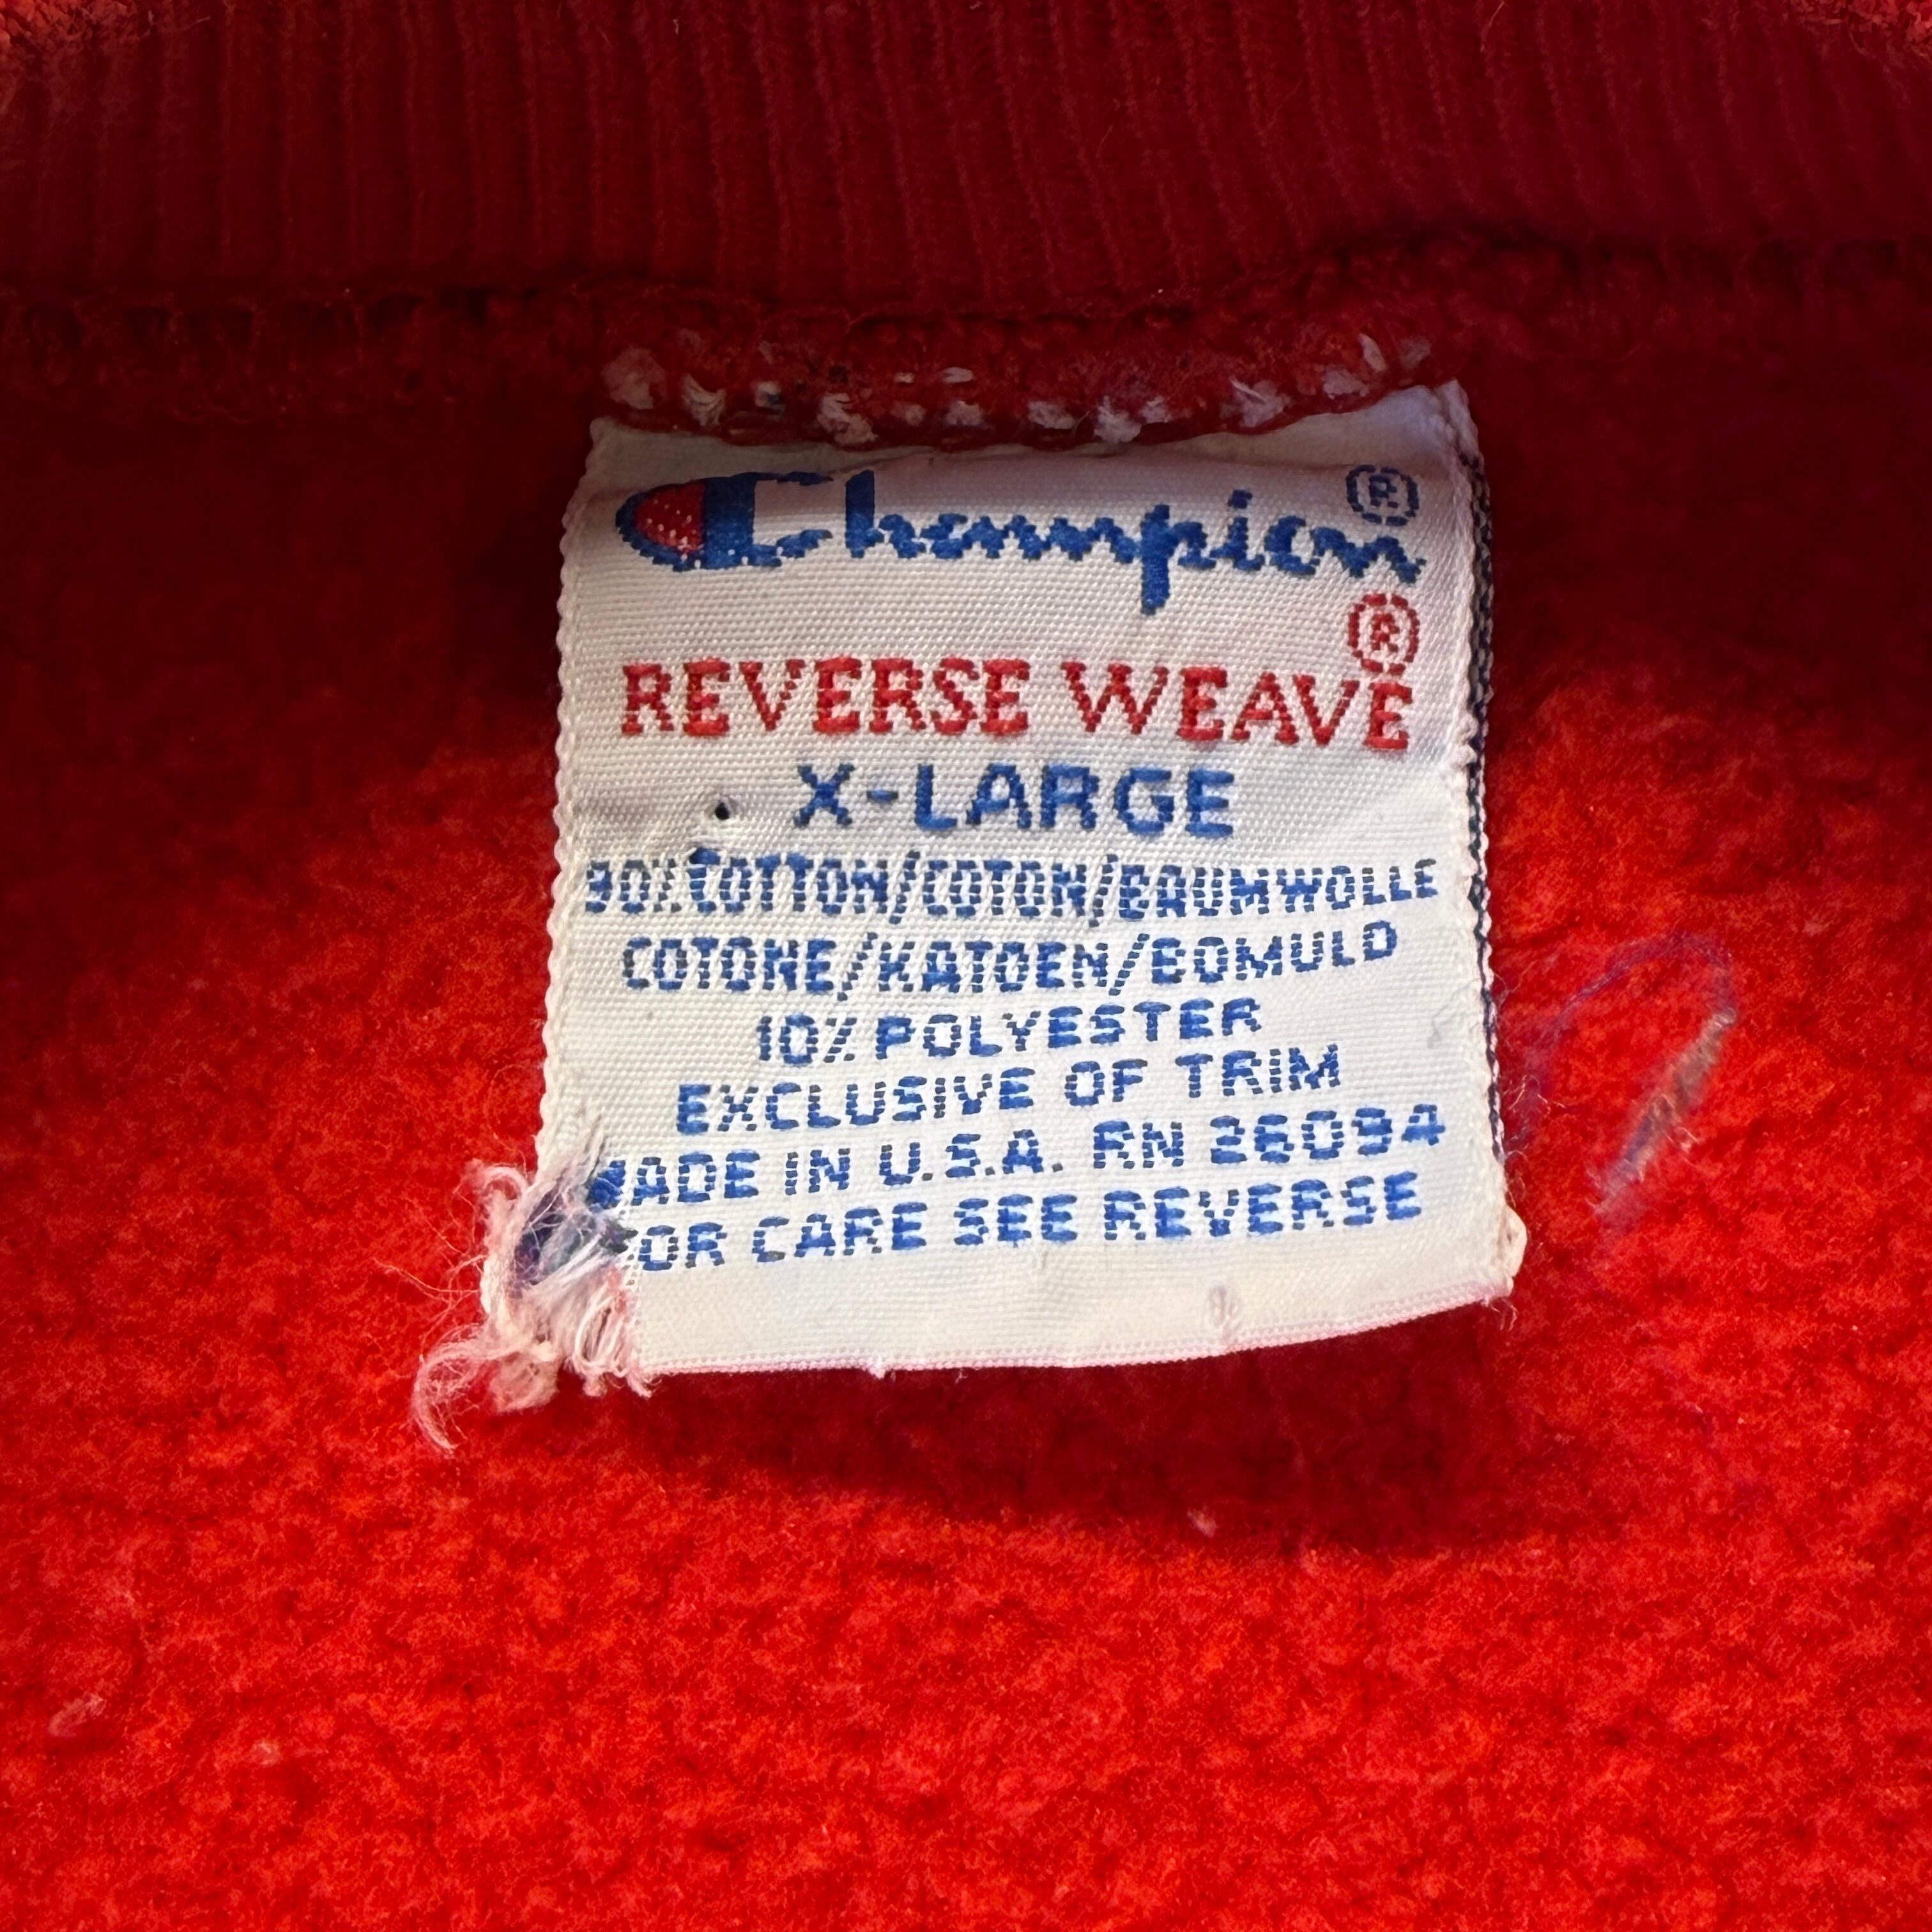 Champion®
REVERSE WEAVE®
X-LARGE
90% COTTON/COTON/BAUMWOLLE
COTONE/KATOEN/BOMULD
10% POLYESTER
EXCLUSIVE OF TRIM
MADE IN U.S.A. RN 26094
FOR CARE SEE REVERSE